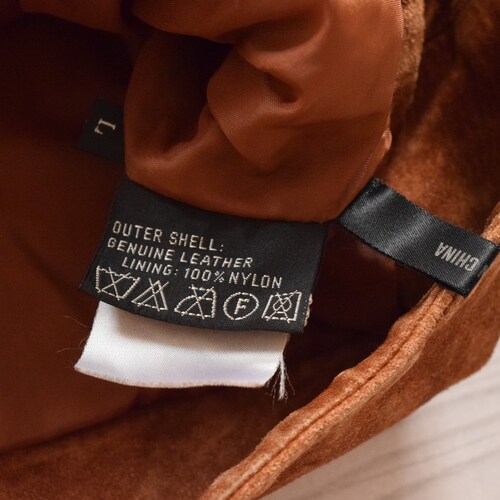 L
OUTER SHELL:
GENUINE LEATHER
LINING: 100% NYLON
F
CHINA